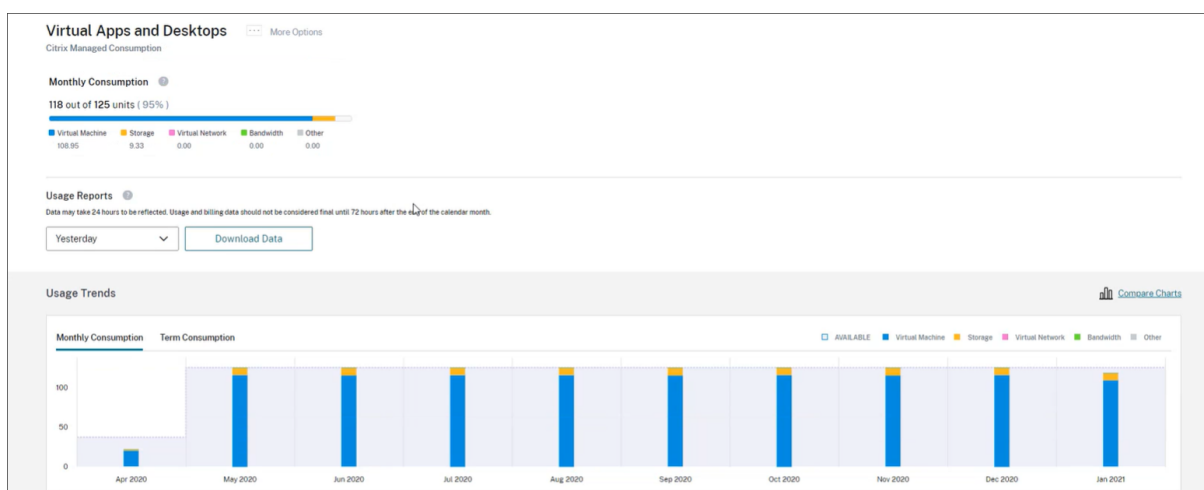 Virtual Apps and Desktops ... More Options
Citrix Managed Consumption
Monthly Consumption ?
118 out of 125 units ( 95% )
Virtual Machine Storage Virtual Network Bandwidth Other
108.95 9.33 0.00 0.00 0.00
Usage Reports ?
Data may take 24 hours to be reflected. Usage and billing data should not be considered final until 72 hours after the end of the calendar month.
Yesterday Download Data
Usage Trends Compare Charts
Monthly Consumption Term Consumption AVAILABLE Virtual Machine Storage Virtual Network Bandwidth Other
100
50
0
Apr 2020 May 2020 Jun 2020 Jul 2020 Aug 2020 Sep 2020 Oct 2020 Nov 2020 Dec 2020 Jan 2021